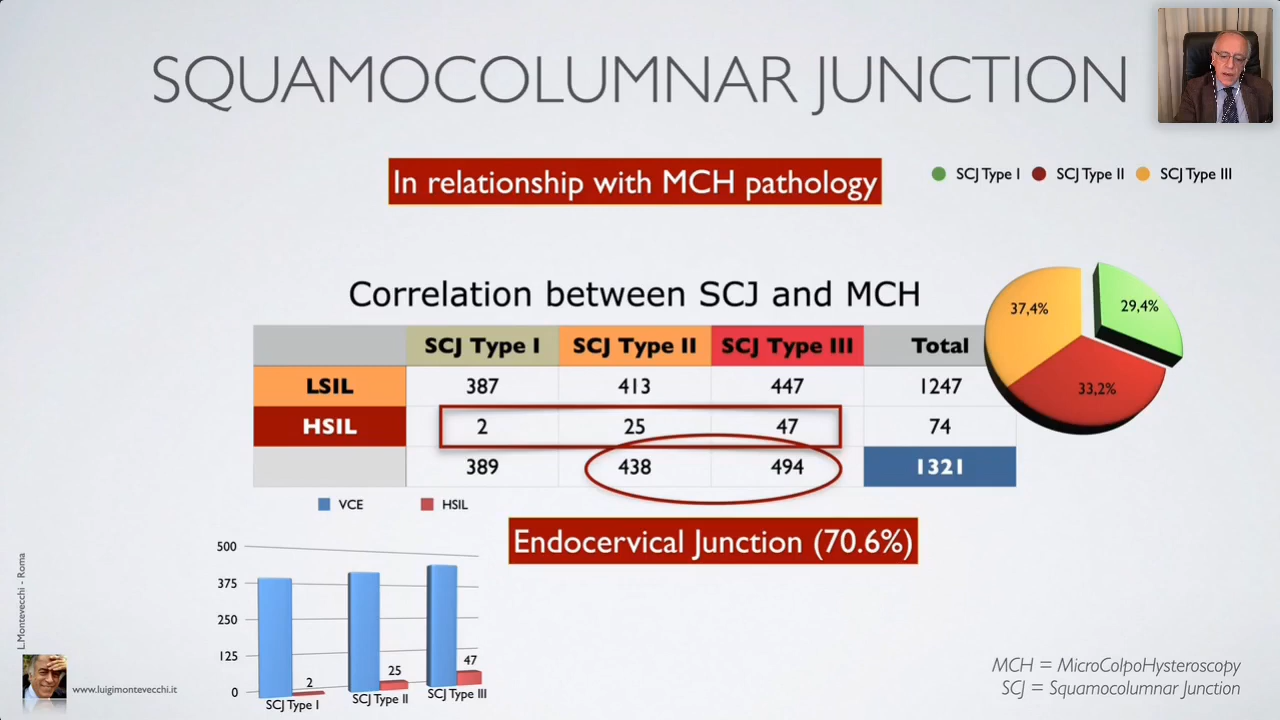 SQUAMOCOLUMNAR JUNCTION
In relationship with MCH pathology
SCJ Type I SCJ Type II SCJ Type III
Correlation between SCJ and MCH
SCJ Type I SCJ Type II SCJ Type III Total
LSIL 387 413 447 1247
HSIL 2 25 47 74
389 438 494 1321
37,4%
29,4%
33,2%
VCE HSIL
Endocervical Junction (70.6%)
500
375
250
125
0
2
25
47
SCJ Type I SCJ Type II SCJ Type III
L.Montevecchi - Roma
www.luigimontevecchi.it
MCH = MicroColpoHysteroscopy
SCJ = Squamocolumnar Junction